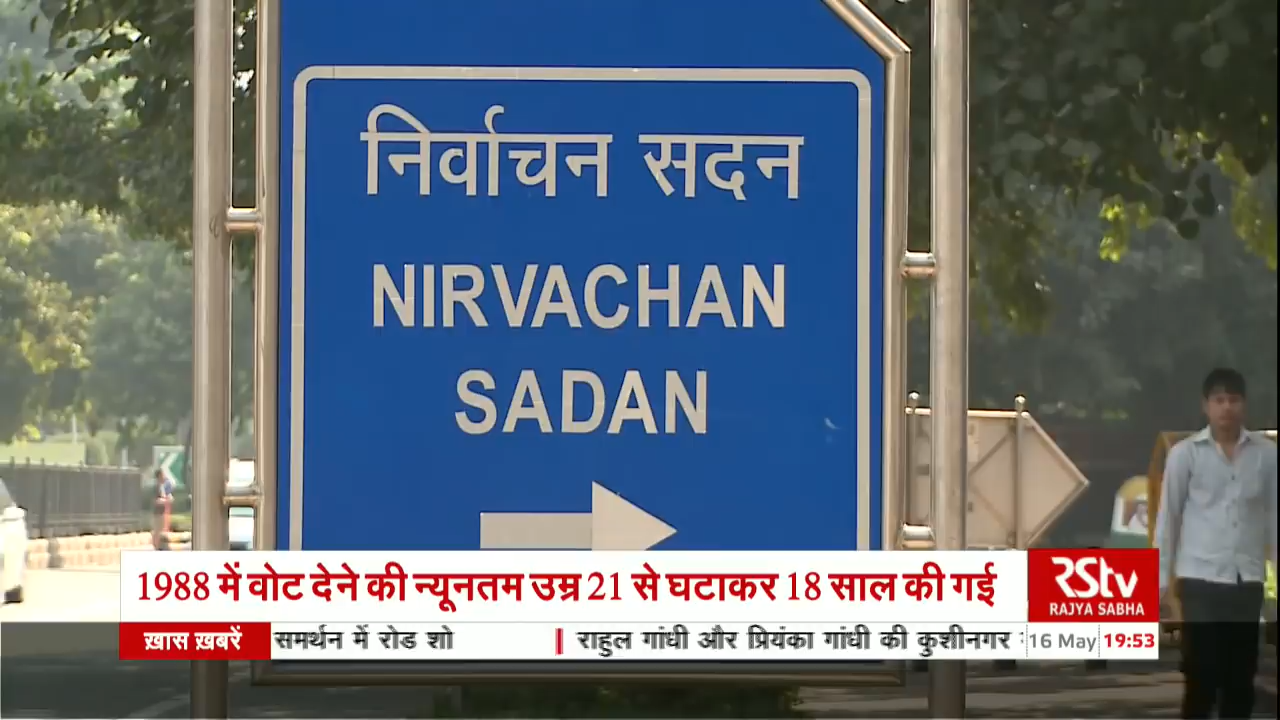 निर्वाचन सदन
NIRVACHAN
SADAN
1988 में वोट देने की न्यूनतम उम्र 21 से घटाकर 18 साल की गई
RSTV
RAJYA SABHA
ख़ास ख़बरें समर्थन में रोड शो | राहुल गांधी और प्रियंका गांधी की कुशीनगर 16 May 19:53